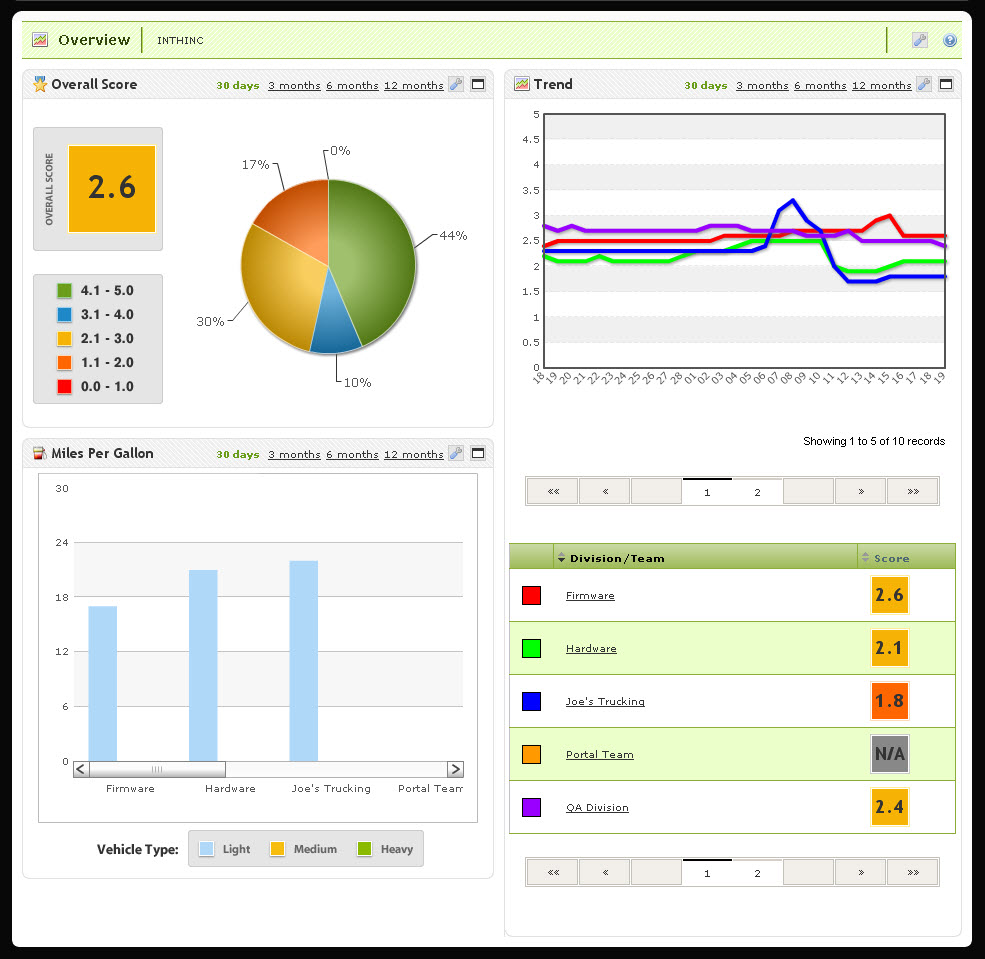 Overview INTHINC
Overall Score 30 days 3 months 6 months 12 months
OVERALL SCORE
2.6
4.1 - 5.0
3.1 - 4.0
2.1 - 3.0
1.1 - 2.0
0.0 - 1.0
0%
17%
44%
30%
10%
Miles Per Gallon 30 days 3 months 6 months 12 months
30
24
18
12
6
0
Firmware Hardware Joe's Trucking Portal Team
Vehicle Type: Light Medium Heavy
Trend 30 days 3 months 6 months 12 months
5
4.5
4
3.5
3
2.5
2
1.5
1
0.5
0
18 19 20 21 22 23 24 25 26 27 28 01 02 03 04 05 06 07 08 09 10 11 12 13 14 15 16 17 18 19
Showing 1 to 5 of 10 records
«« « 1 2 » »»
Division/Team Score
Firmware 2.6
Hardware 2.1
Joe's Trucking 1.8
Portal Team N/A
QA Division 2.4
«« « 1 2 » »»